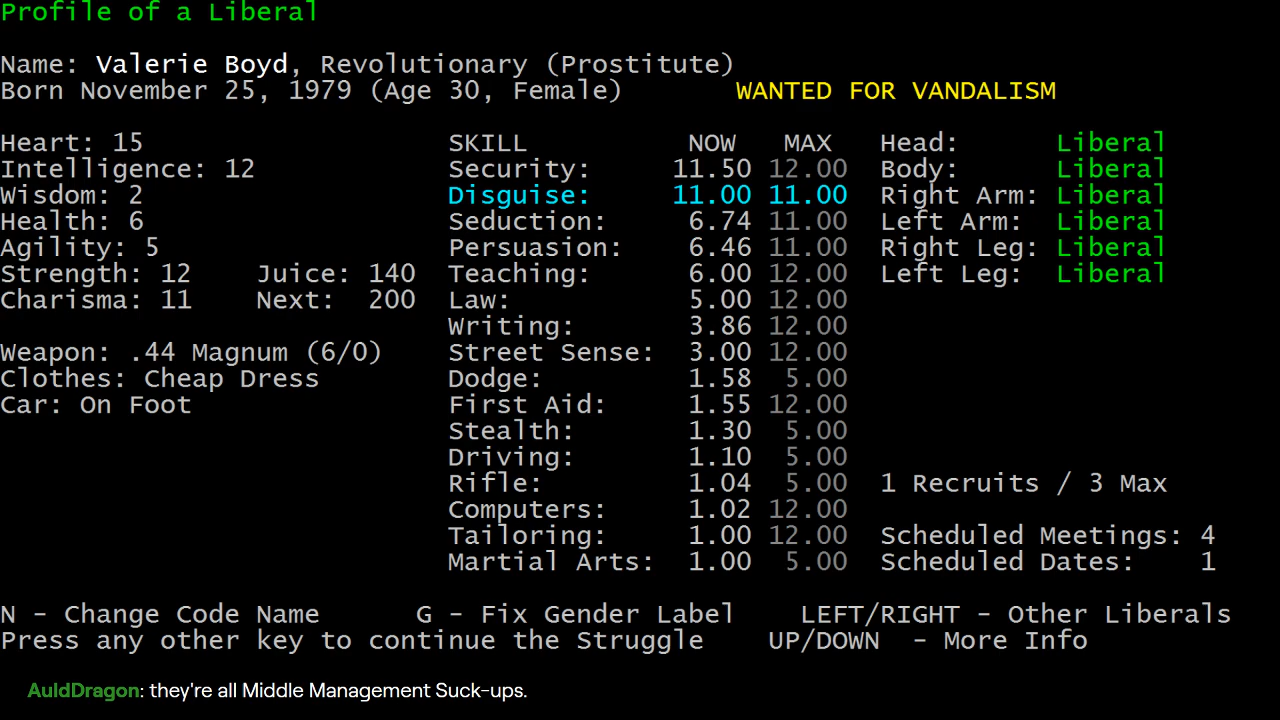 Profile of a Liberal
Name: Valerie Boyd, Revolutionary (Prostitute)
Born November 25, 1979 (Age 30, Female) WANTED FOR VANDALISM
Heart: 15 SKILL NOW MAX Head: Liberal
Intelligence: 12 Security: 11.50 12.00 Body: Liberal
Wisdom: 2 Disguise: 11.00 11.00 Right Arm: Liberal
Health: 6 Seduction: 6.74 11.00 Left Arm: Liberal
Agility: 5 Persuasion: 6.46 11.00 Right Leg: Liberal
Strength: 12 Juice: 140 Teaching: 6.00 12.00 Left Leg: Liberal
Charisma: 11 Next: 200 Law: 5.00 12.00
Writing: 3.86 12.00
Weapon: .44 Magnum (6/0) Street Sense: 3.00 12.00
Clothes: Cheap Dress Dodge: 1.58 5.00
Car: On Foot First Aid: 1.55 12.00
Stealth: 1.30 5.00
Driving: 1.10 5.00
Rifle: 1.04 5.00 1 Recruits / 3 Max
Computers: 1.02 12.00
Tailoring: 1.00 12.00 Scheduled Meetings: 4
Martial Arts: 1.00 5.00 Scheduled Dates: 1
N - Change Code Name G - Fix Gender Label LEFT/RIGHT - Other Liberals
Press any other key to continue the Struggle UP/DOWN - More Info
AuldDragon: they're all Middle Management Suck-ups.